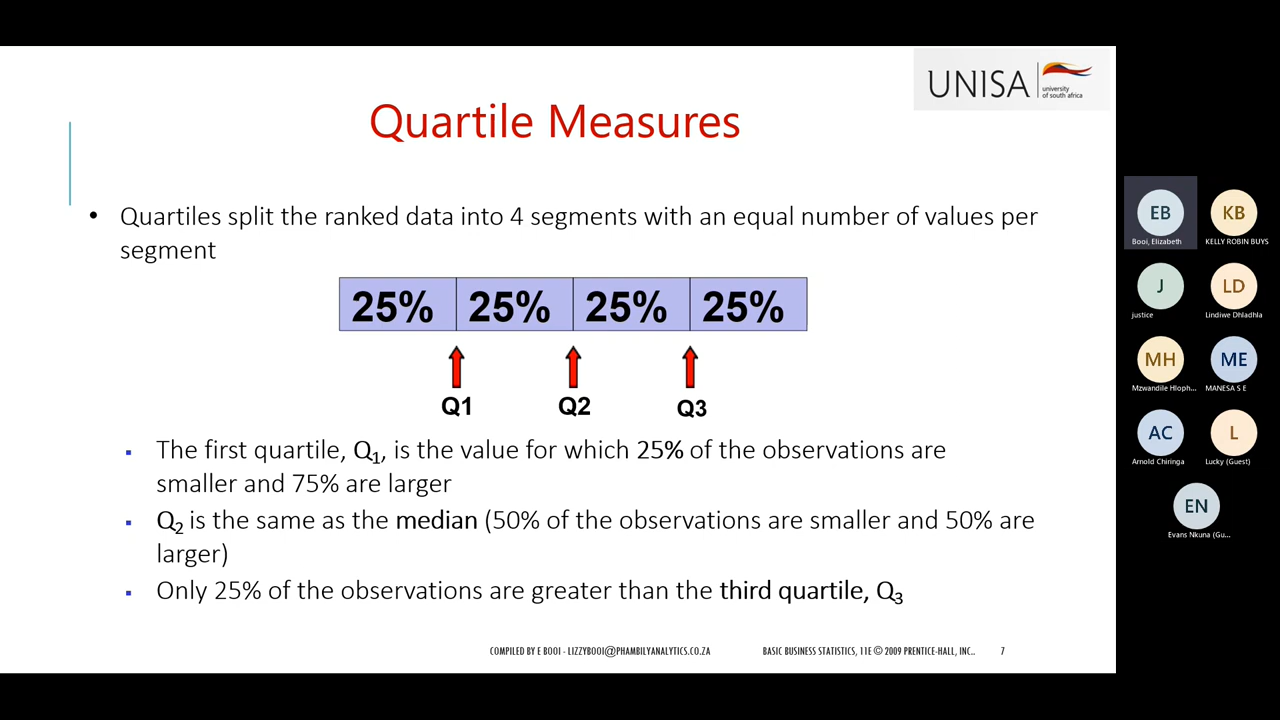 UNISA
university
of south africa
Quartile Measures
• Quartiles split the ranked data into 4 segments with an equal number of values per
segment
25% 25% 25% 25%
Q1 Q2 Q3
▪ The first quartile, Q1, is the value for which 25% of the observations are
smaller and 75% are larger
▪ Q2 is the same as the median (50% of the observations are smaller and 50% are
larger)
▪ Only 25% of the observations are greater than the third quartile, Q3
COMPILED BY E BOOI - LIZZYBOOI@PHAMBILYANALYTICS.CO.ZA BASIC BUSINESS STATISTICS, 11E © 2009 PRENTICE-HALL, INC.. 7
EB KB
Booi, Elizabeth KELLY ROBIN BUYS
J LD
justice Lindiwe Dhladhla
MH ME
Mzwandile Hloph... MANESA S E
AC L
Arnold Chiringa Lucky (Guest)
EN
Evans Nkuna (Gu...